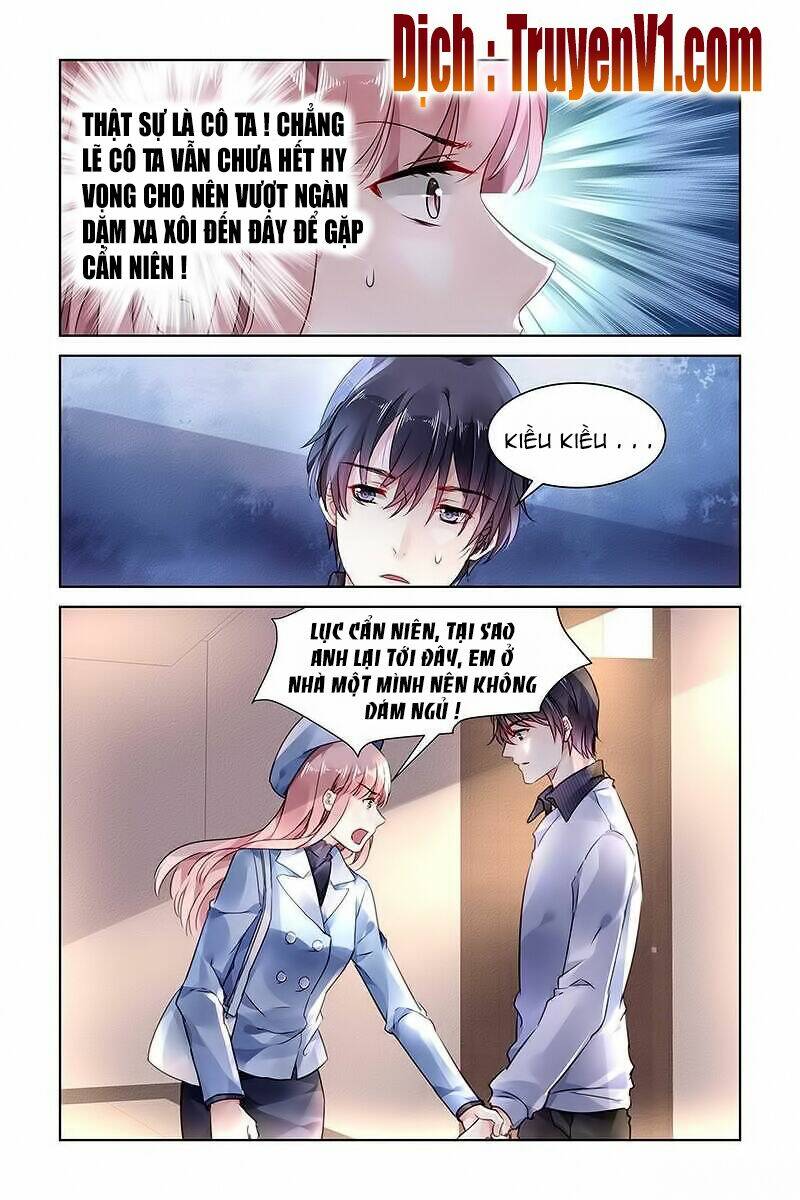 Dịch : TruyenV1.com
THẬT SỰ LÀ CÔ TA ! CHẲNG
LẼ CÔ TA VẪN CHƯA HẾT HY
VỌNG CHO NÊN VƯỢT NGÀN
DẶM XA XÔI ĐẾN ĐÂY ĐỂ GẶP
CẨN NIÊN !
KIỀU KIỀU . . .
LỤC CẨN NIÊN, TẠI SAO
ANH LẠI TỚI ĐÂY, EM Ở
NHÀ MỘT MÌNH NÊN KHÔNG
DÁM NGỦ !